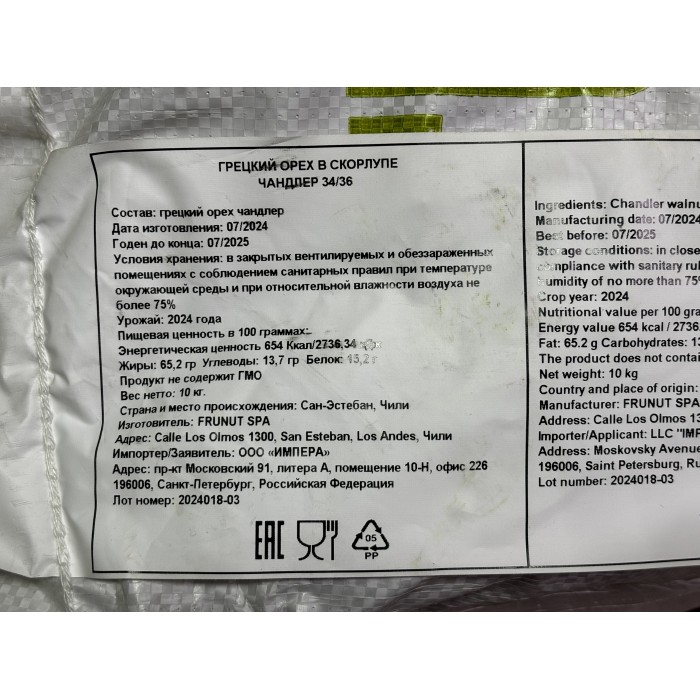 ГРЕЦКИЙ ОРЕХ В СКОРЛУПЕ
ЧАНДЛЕР 34/36
Состав: грецкий орех чандлер
Дата изготовления: 07/2024
Годен до конца: 07/2025
Условия хранения: в закрытых вентилируемых и обеззараженных
помещениях с соблюдением санитарных правил при температуре
окружающей среды и при относительной влажности воздуха не
более 75%
Урожай: 2024 года
Пищевая ценность в 100 граммах:
Энергетическая ценность 654 Ккал/2736,34
Жиры: 65,2 гр Углеводы: 13,7 гр Белок: 15,2 г
Продукт не содержит ГМО
Вес нетто: 10 кг.
Страна и место происхождения: Сан-Эстебан, Чили
Изготовитель: FRUNUT SPA
Адрес: Calle Los Olmos 1300, San Esteban, Los Andes, Чили
Импортер/Заявитель: ООО «ИМПЕРА»
Адрес: пр-кт Московский 91, литера А, помещение 10-Н, офис 226
196006, Санкт-Петербург, Российская Федерация
Лот номер: 2024018-03
EAC
05
PP
Ingredients: Chandler walnu
Manufacturing date: 07/2024
Best before: 07/2025
Storage conditions: in close
compliance with sanitary rul
humidity of no more than 75%
Crop year: 2024
Nutritional value per 100 gra
Energy value 654 kcal / 2736.
Fat: 65.2 g Carbohydrates: 13
The product does not contai
Net weight: 10 kg
Country and place of origin:
Manufacturer: FRUNUT SPA
Address: Calle Los Olmos 13
Importer/Applicant: LLC "IMP
Address: Moskovsky Avenue
196006, Saint Petersburg, Ru
Lot number: 2024018-03